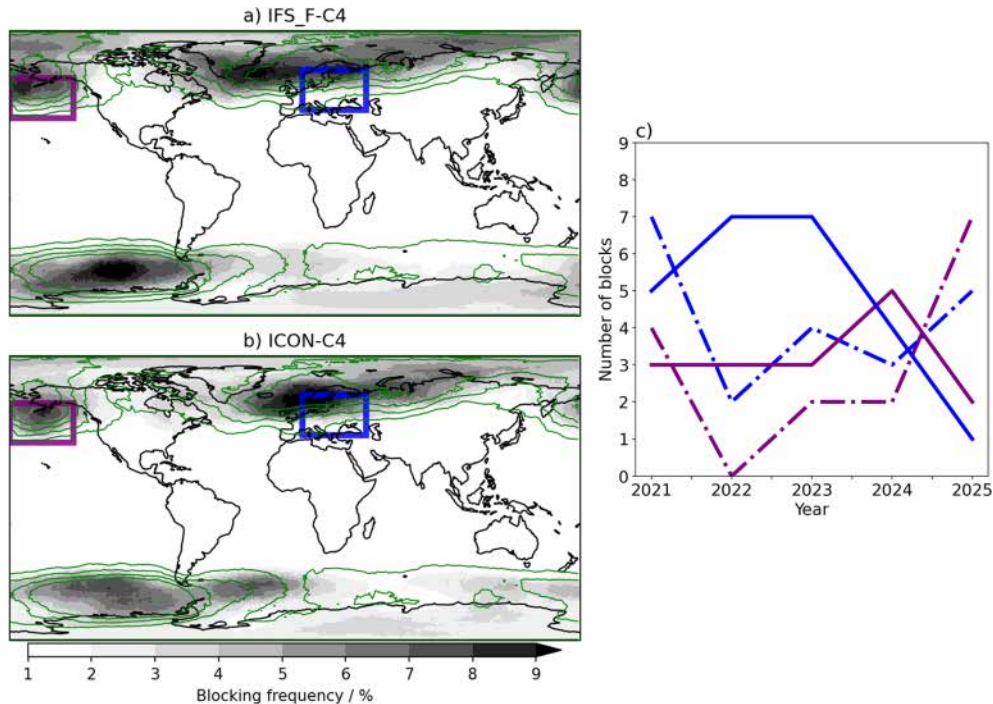 a) IFS_F-C4
b) ICON-C4
1 2 3 4 5 6 7 8 9
Blocking frequency / %
c)
9
8
7
6
5
4
3
2
1
0
Number of blocks
2021 2022 2023 2024 2025
Year